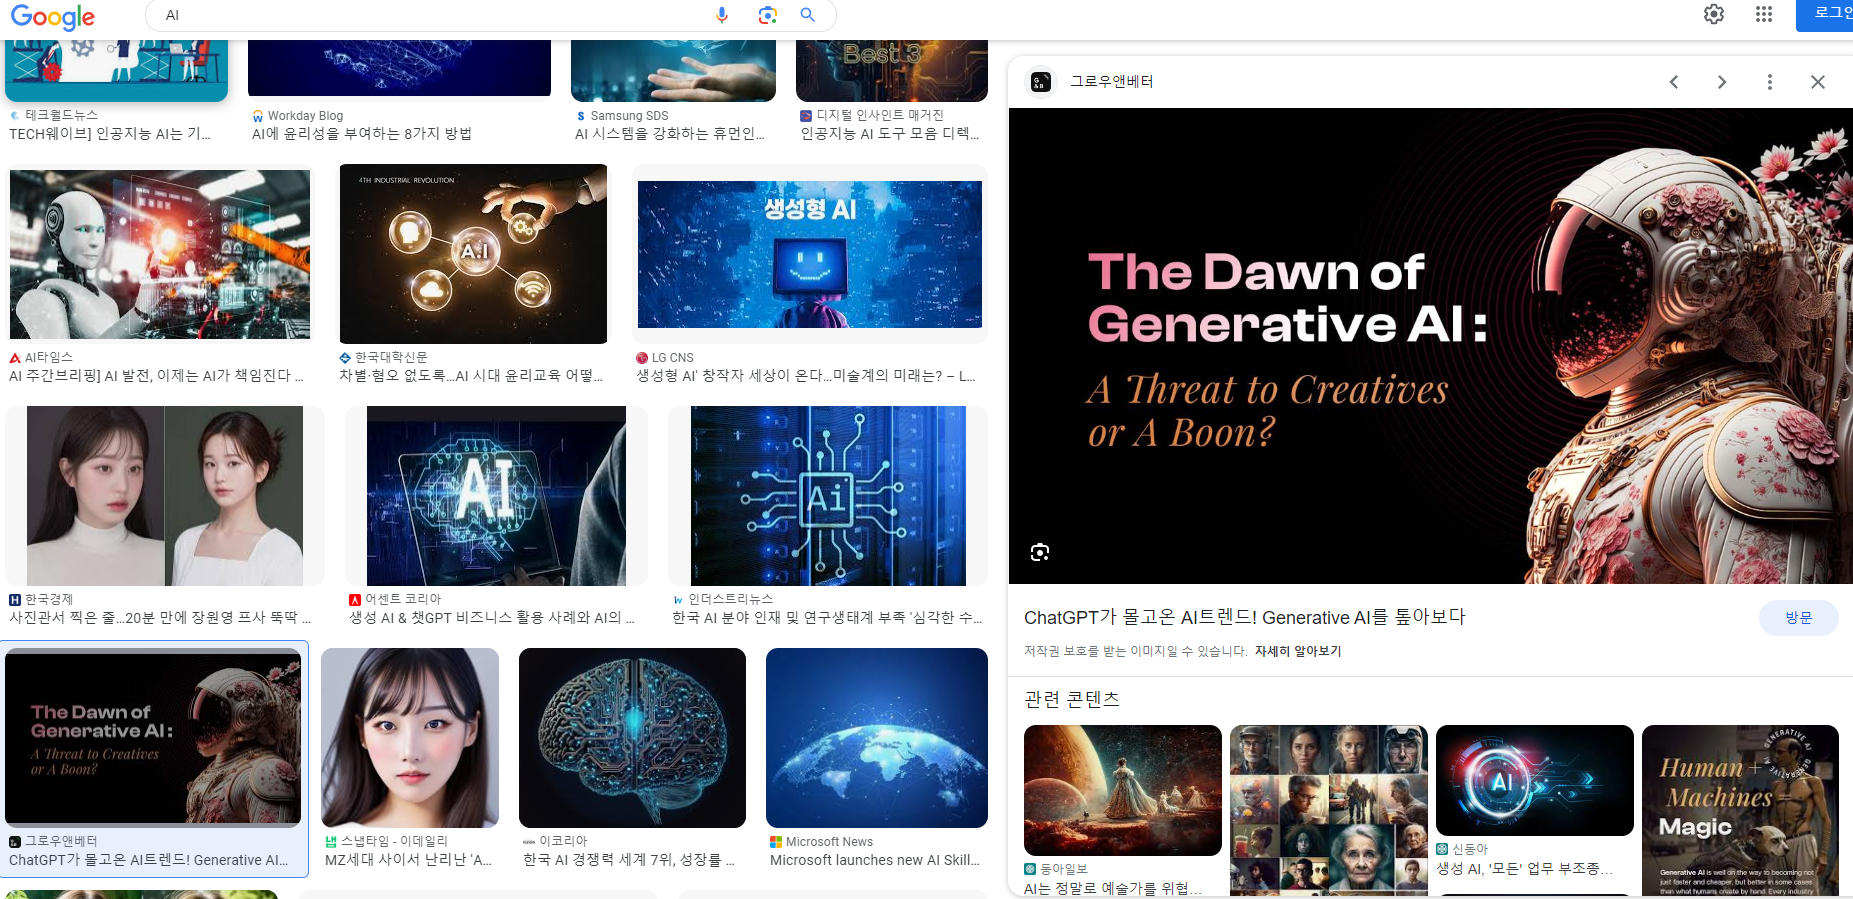 Google
AI
로그인
Best 3
테크월드뉴스
TECH웨이브] 인공지능 AI는 기...
Workday Blog
AI에 윤리성을 부여하는 8가지 방법
Samsung SDS
AI 시스템을 강화하는 휴먼인...
디지털 인사이트 매거진
인공지능 AI 도구 모음 디렉...
4TH INDUSTRIAL REVOLUTION
A.I
생성형 AI
AI타임스
AI 주간브리핑] AI 발전, 이제는 AI가 책임진다 ...
한국대학신문
차별·혐오 없도록...AI 시대 윤리교육 어떻...
LG CNS
생성형 AI' 창작자 세상이 온다...미술계의 미래는? – L...
AI
Ai
한국경제
사진관서 찍은 줄...20분 만에 장원영 프사 뚝딱 ...
어센트 코리아
생성 AI & 챗GPT 비즈니스 활용 사례와 AI의 ...
인더스트리뉴스
한국 AI 분야 인재 및 연구생태계 부족 '심각한 수...
The Dawn of
Generative AI :
A Threat to Creatives
or A Boon?
그로우앤베터
ChatGPT가 몰고온 AI트렌드! Generative AI...
스냅타임 - 이데일리
MZ세대 사이서 난리난 'A...
이코리아
한국 AI 경쟁력 세계 7위, 성장률 ...
Microsoft News
Microsoft launches new AI Skill...
그로우앤베터
The Dawn of
Generative AI :
A Threat to Creatives
or A Boon?
ChatGPT가 몰고온 AI트렌드! Generative AI를 톺아보다
방문
저작권 보호를 받는 이미지일 수 있습니다. 자세히 알아보기
관련 콘텐츠
동아일보
AI는 정말로 예술가를 위협...
AI
신동아
생성 AI, '모든' 업무 부조종...
GENERATIVE AI
Human +
Machines =
Magic
Generative AI is well on the way to becoming not
just faster and cheaper, but better in some cases
than what humans create by hand. Every industry